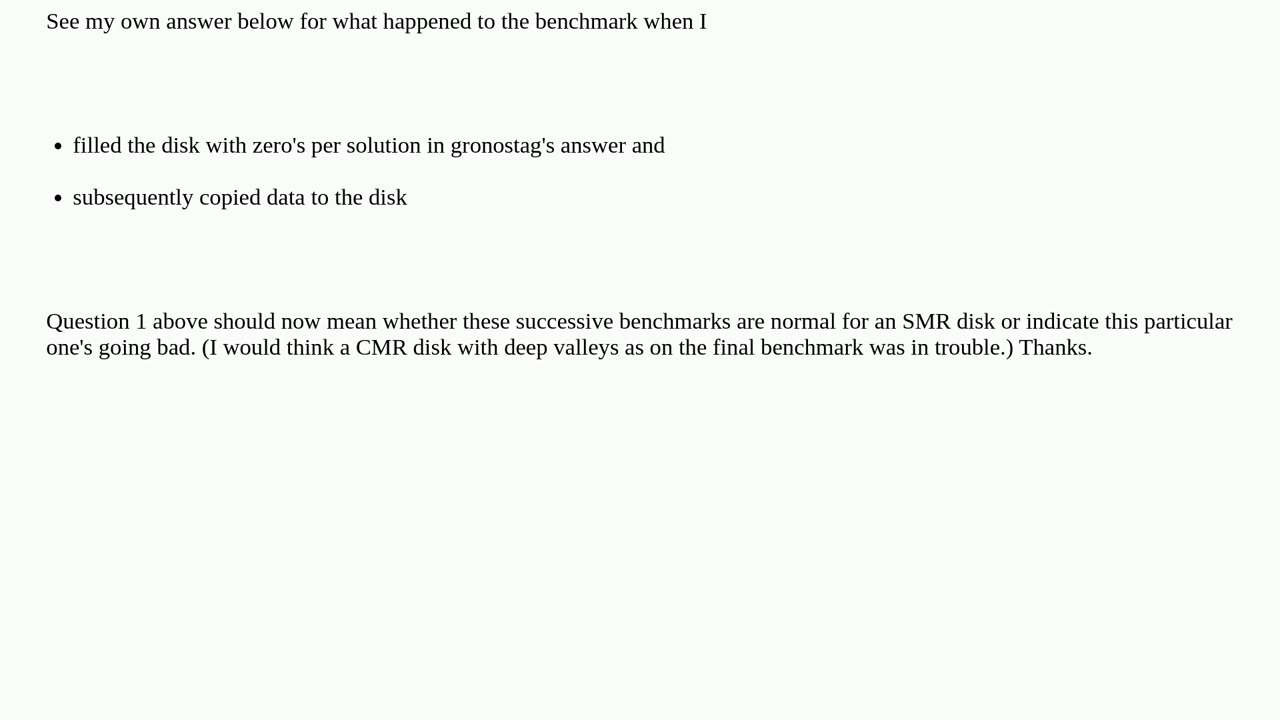 See my own answer below for what happened to the benchmark when I
• filled the disk with zero's per solution in gronostag's answer and
• subsequently copied data to the disk
Question 1 above should now mean whether these successive benchmarks are normal for an SMR disk or indicate this particular
one's going bad. (I would think a CMR disk with deep valleys as on the final benchmark was in trouble.) Thanks.